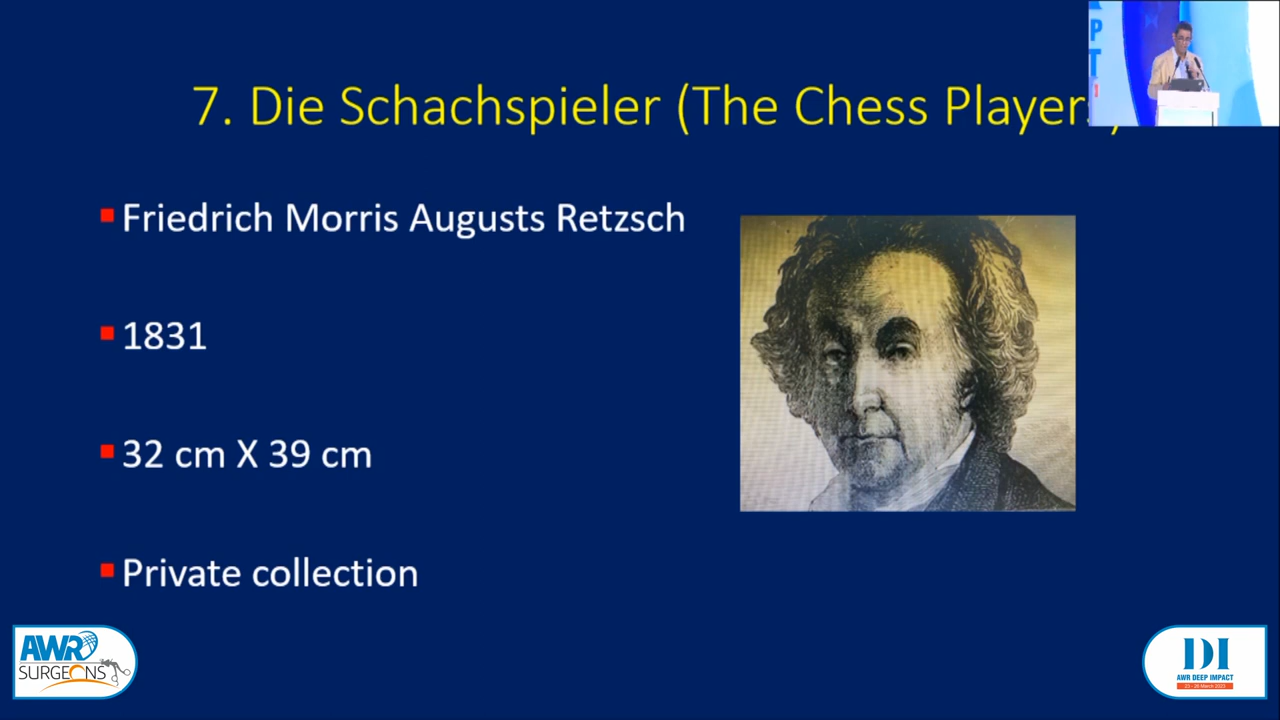 7. Die Schachspieler (The Chess Players)
Friedrich Morris Augusts Retzsch
1831
32 cm X 39 cm
Private collection
AWR
SURGEONS
DI
AWR DEEP IMPACT
P
T